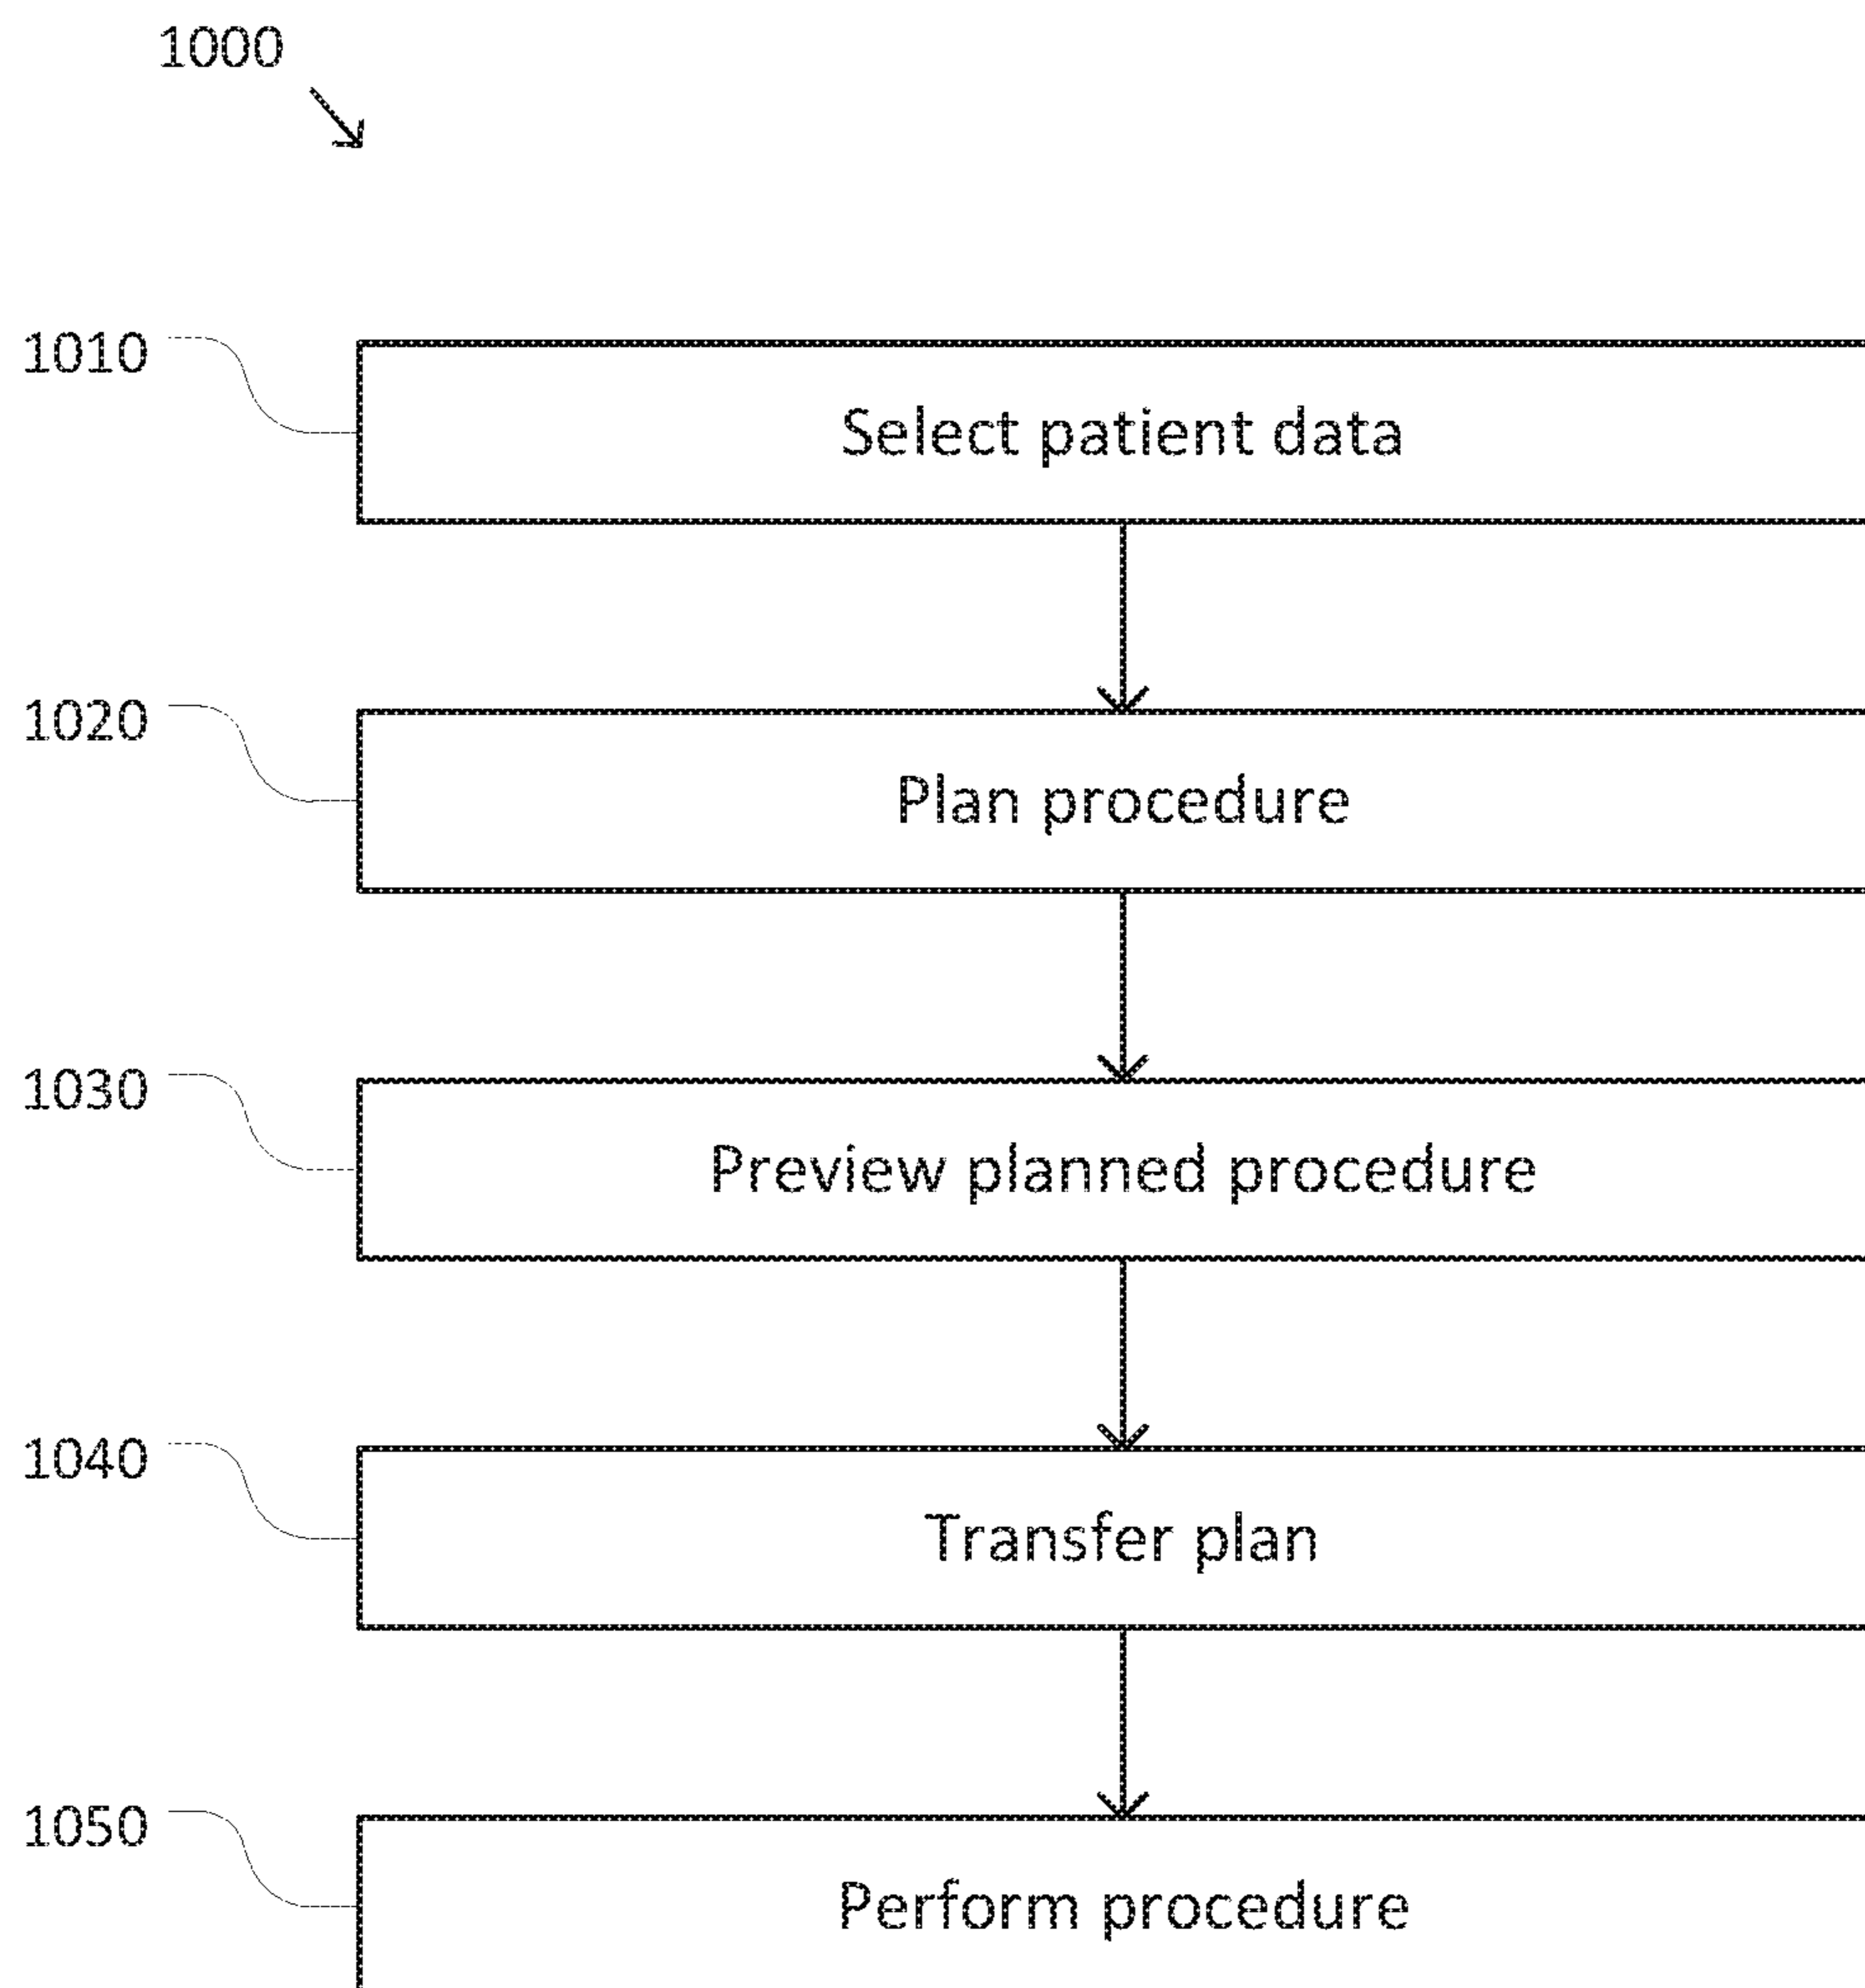 1000
1010
Select patient data
1020
Plan procedure
1030
Preview planned procedure
1040
Transfer plan
1050
Perform procedure